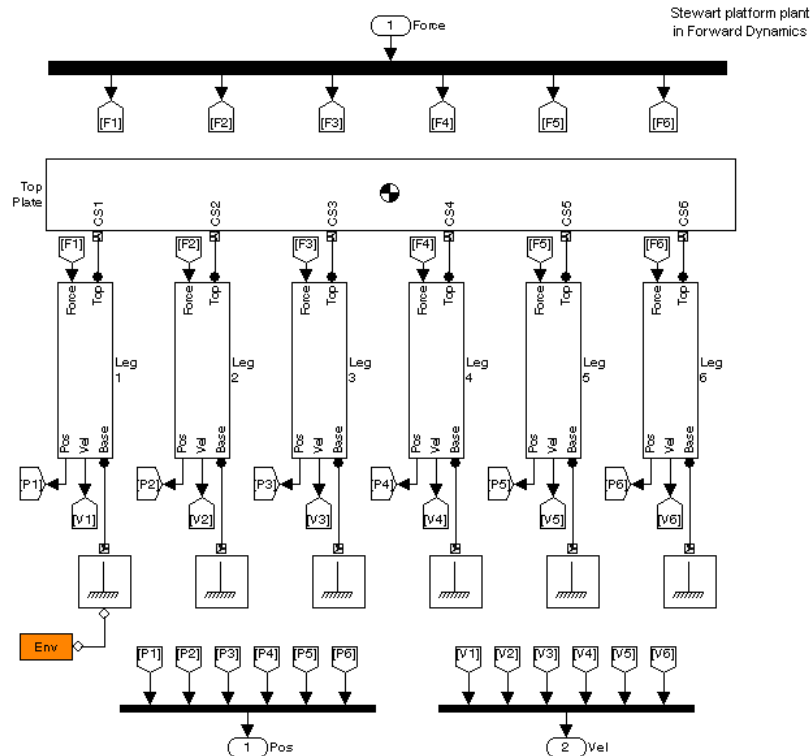 Stewart platform plant
in Forward Dynamics
1 Force
[F1] [F2] [F3] [F4] [F5] [F6]
Top
Plate
CS1 CS2 CS3 CS4 CS5 CS6
[F1] [F2] [F3] [F4] [F5] [F6]
Force Top Force Top Force Top Force Top Force Top Force Top
Leg Leg Leg Leg Leg Leg
1 2 3 4 5 6
Pos Vel Base Pos Vel Base Pos Vel Base Pos Vel Base Pos Vel Base Pos Vel Base
[P1] [P2] [P3] [P4] [P5] [P6]
[V1] [V2] [V3] [V4] [V5] [V6]
Env
[P1] [P2] [P3] [P4] [P5] [P6] [V1] [V2] [V3] [V4] [V5] [V6]
1 Pos 2 Vel